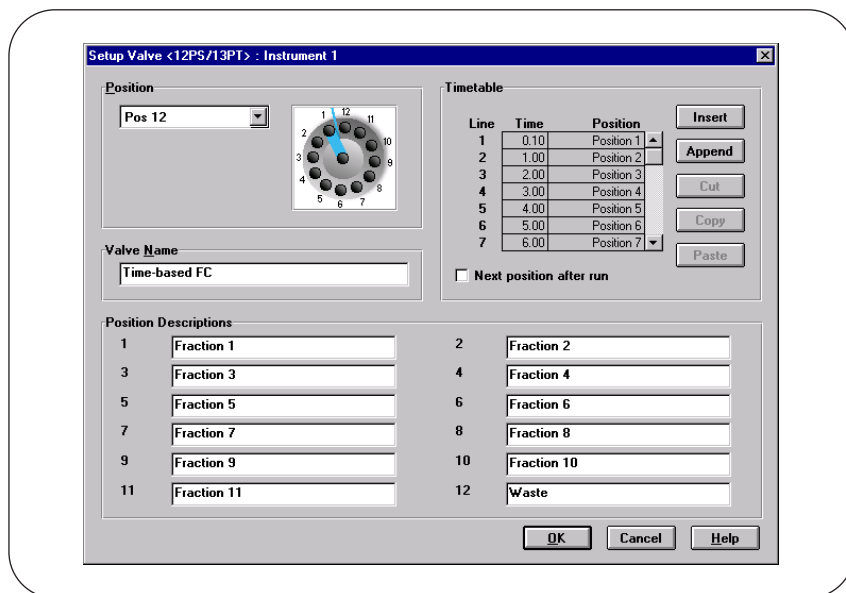 Setup Valve <12PS/13PT> : Instrument 1
Position
Pos 12
1 12 11 10 9 8 7 6 5 4 3 2
Valve Name
Time-based FC
Timetable
Line Time Position
1 0.10 Position 1
2 1.00 Position 2
3 2.00 Position 3
4 3.00 Position 4
5 4.00 Position 5
6 5.00 Position 6
7 6.00 Position 7
Next position after run
Insert
Append
Cut
Copy
Paste
Position Descriptions
1 Fraction 1 2 Fraction 2
3 Fraction 3 4 Fraction 4
5 Fraction 5 6 Fraction 6
7 Fraction 7 8 Fraction 8
9 Fraction 9 10 Fraction 10
11 Fraction 11 12 Waste
OK Cancel Help